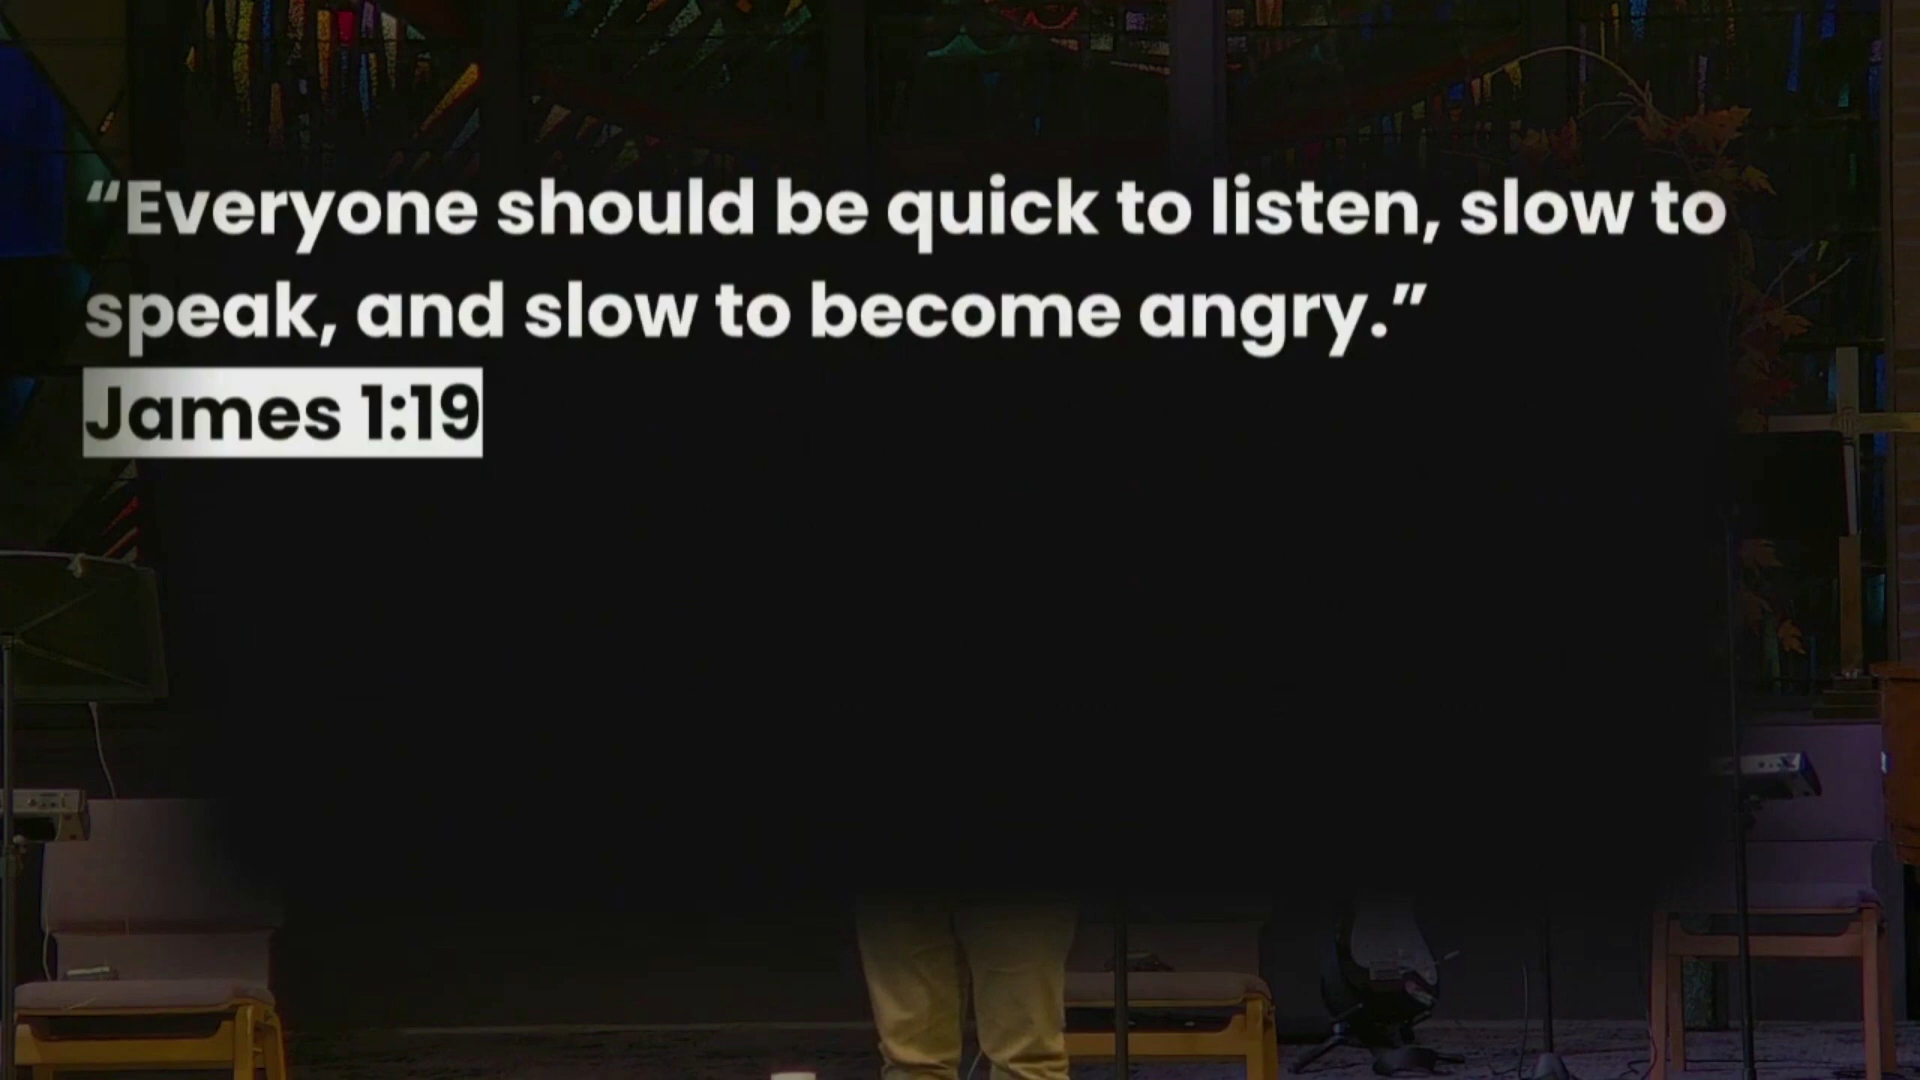 “Everyone should be quick to listen, slow to
speak, and slow to become angry.”
James 1:19